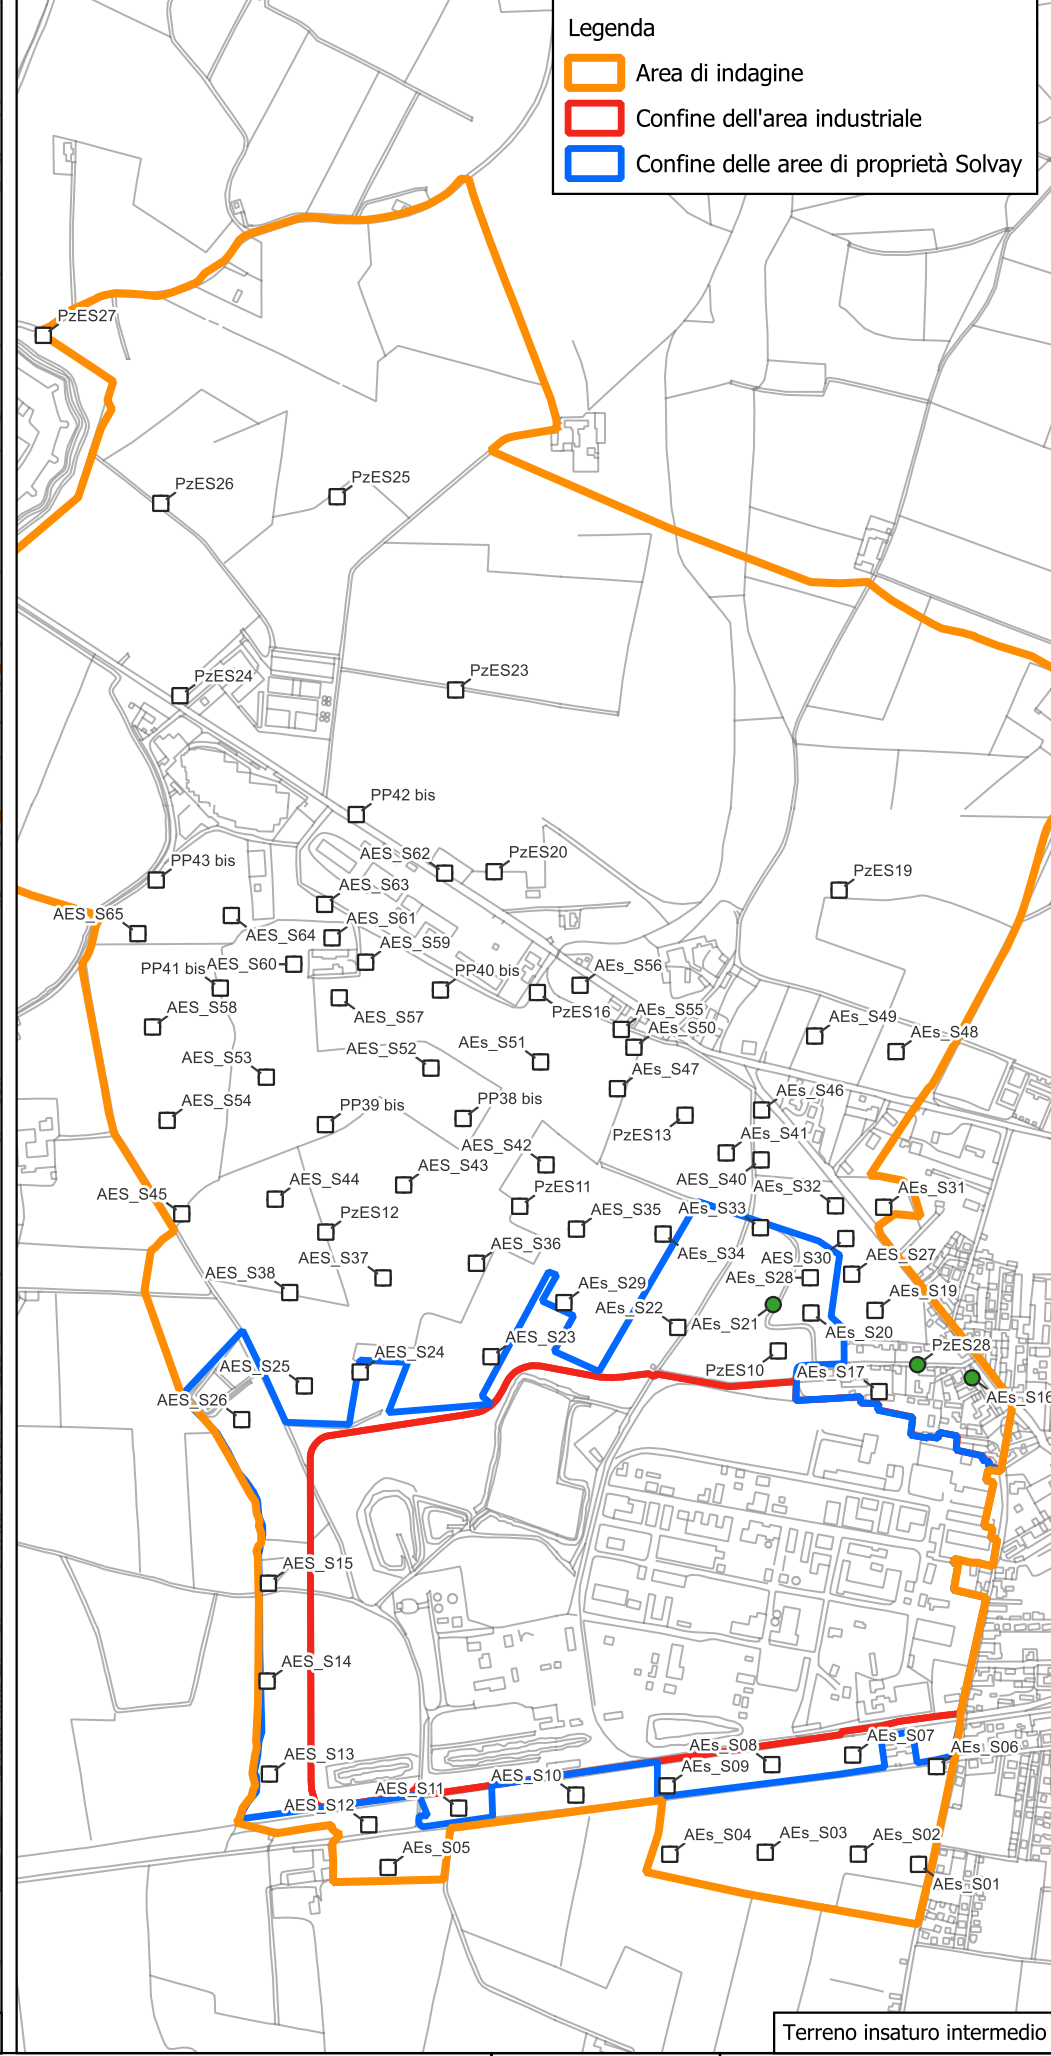 Legenda
Area di indagine
Confine dell'area industriale
Confine delle aree di proprietà Solvay
PzES27
PzES26
PzES25
PzES24
PzES23
PP42 bis
AES_S62
PzES20
PP43 bis
AES_S63
PzES19
AES_S65
AES_S64
AES_S61
AES_S59
PP41 bis
AES_S60
PP40 bis
AEs_S56
AES_S58
AES_S57
PzES16
AEs_S55
AEs_S50
AEs_S49
AEs_S48
AES_S53
AES_S52
AEs_S51
AEs_S47
AES_S54
PP39 bis
PP38 bis
PzES13
AEs_S46
AEs_S41
AES_S42
AES_S40
AES_S45
AES_S44
AES_S43
PzES11
AEs_S32
AEs_S31
PzES12
AES_S35
AEs_S33
AES_S37
AES_S36
AEs_S34
AEs_S30
AEs_S27
AES_S38
AEs_S29
AEs_S28
AEs_S22
AEs_S21
AEs_S19
AEs_S20
AES_S25
AES_S24
AES_S23
PzES10
AEs_S17
PzES28
AES_S26
AEs_S16
AES_S15
AES_S14
AES_S13
AES_S12
AES_S11
AES_S10
AEs_S09
AEs_S08
AEs_S07
AEs_S06
AEs_S05
AEs_S04
AEs_S03
AEs_S02
AEs_S01
Terreno insaturo intermedio